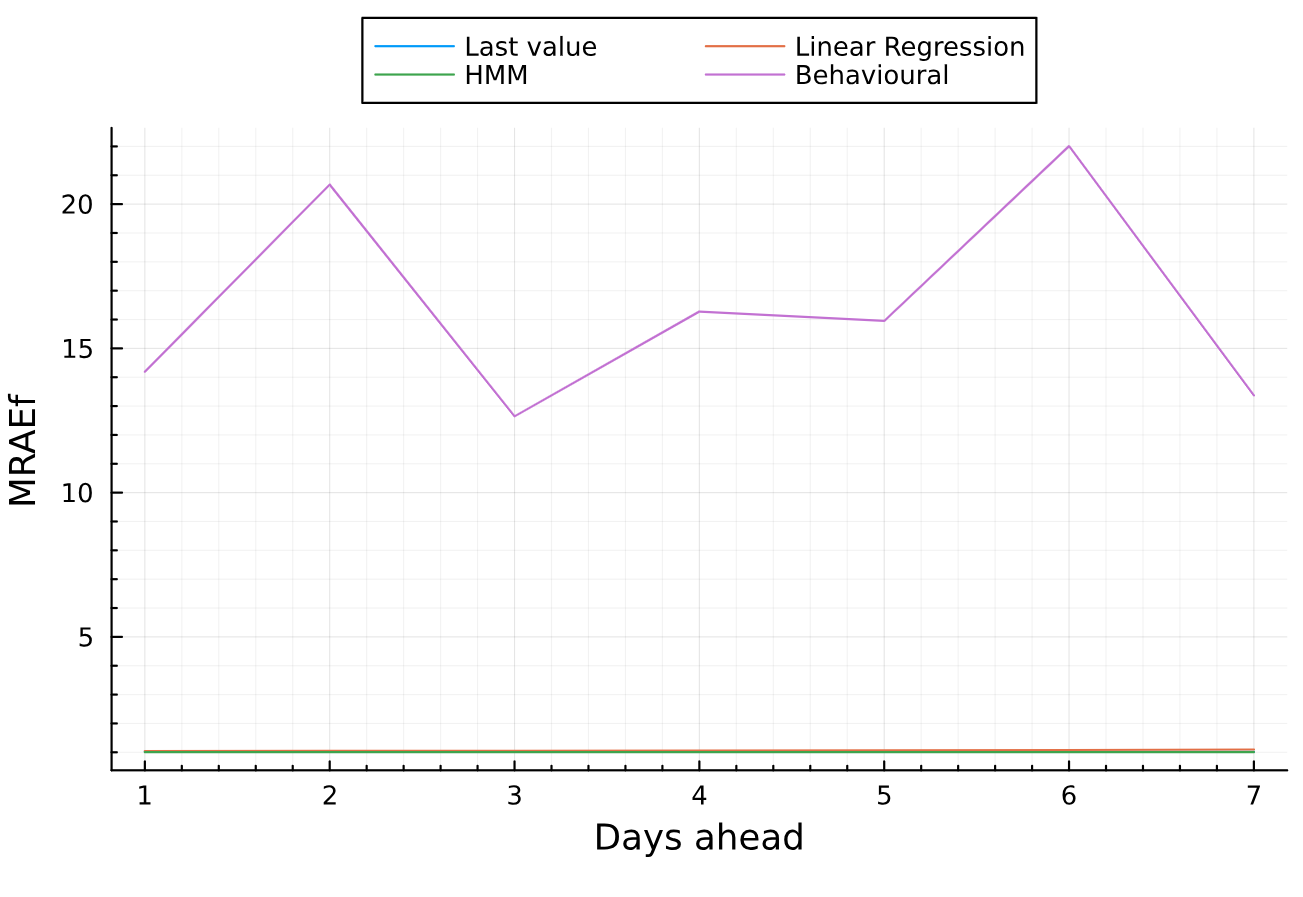 Last value
Linear Regression
HMM
Behavioural
20
15
10
5
MRAEf
1 2 3 4 5 6 7
Days ahead